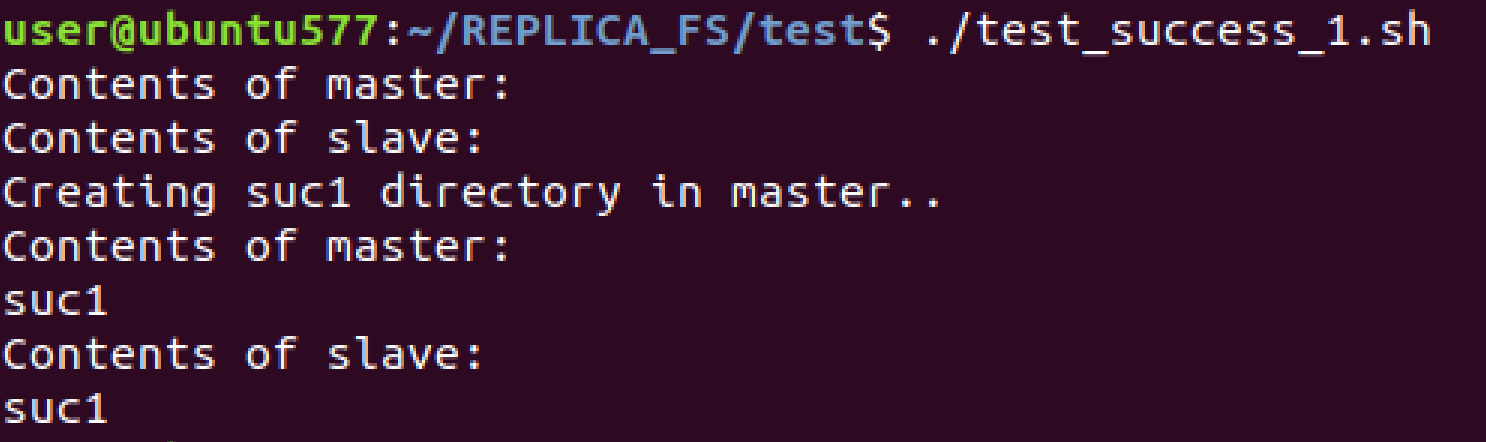 user@ubuntu577:~/REPLICA_FS/test$ ./test_success_1.sh
Contents of master:
Contents of slave:
Creating suc1 directory in master..
Contents of master:
suc1
Contents of slave:
suc1